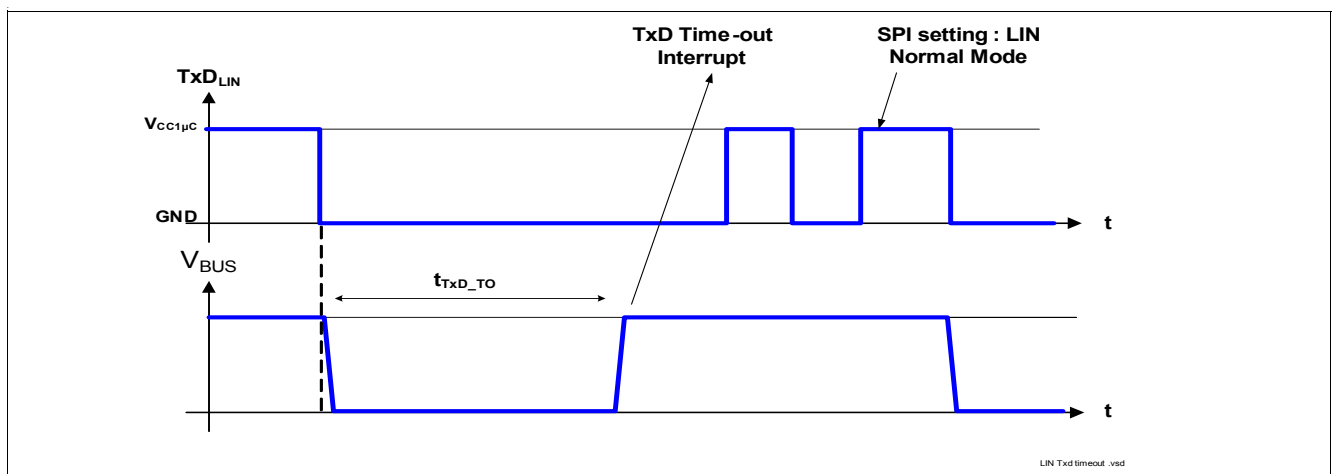 TxD Time-out
Interrupt
SPI setting : LIN
Normal Mode
TxDLIN
VCC1µC
GND
t
VBUS
tTxD_TO
t
LIN Txd timeout .vsd